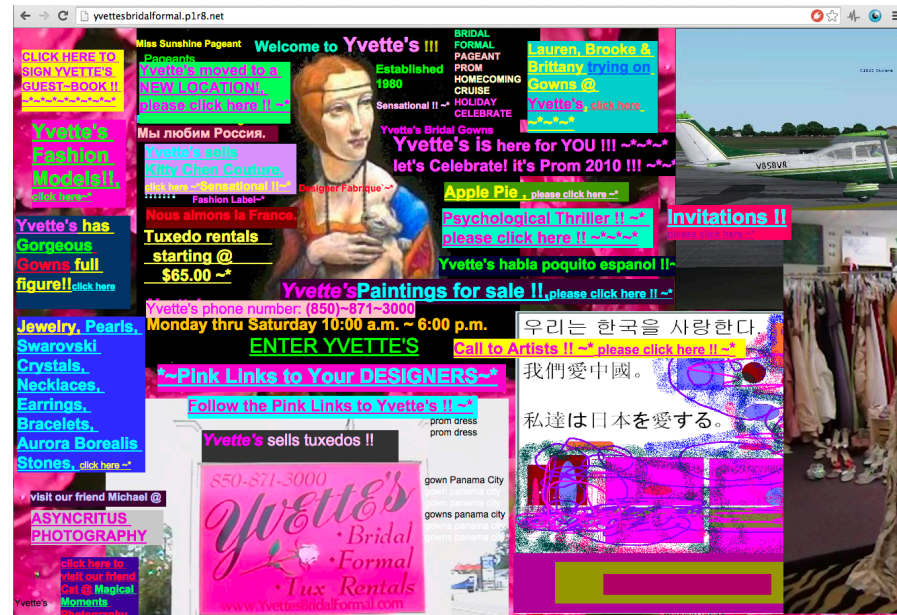 yvettesbridalformal.p1r8.net
CLICK HERE TO
SIGN YVETTE'S
GUEST~BOOK !!
~*~*~*~*~*~*~*~
Miss Sunshine Pageant
Pageants
Welcome to Yvette's !!!
Yvette's moved to a
NEW LOCATION!,
please click here !! ~*
Established
1980
Sensational !! ~*
BRIDAL
FORMAL
PAGEANT
PROM
HOMECOMING
CRUISE
HOLIDAY
CELEBRATE
Lauren, Brooke &
Brittany trying on
Gowns @
Yvette's, click here
~*~*~*
Yvette's
Fashion
Models!!,
click here~*
Мы любим Россия.
Yvette's Bridal Gowns
Yvette's is here for YOU !!! ~*~*~*
let's Celebrate! it's Prom 2010 !!! ~*~*
Yvette's sells
Kitty Chen Couture,
click here ~*Sensational !!~*
Fashion Label~*
Designer Fabrique`~*
Apple Pie , please click here ~*
Nous aimons la France.
Psychological Thriller !! ~*
please click here !! ~*~*~*
Invitations !!
please click here ~*
V858VR
Yvette's has
Gorgeous
Gowns full
figure!!click here
Tuxedo rentals
starting @
$65.00 ~*
Yvette's habla poquito espanol !!~
Yvette'sPaintings for sale !!,please click here !! ~*
Yvette's phone number: (850)~871~3000
Monday thru Saturday 10:00 a.m. ~ 6:00 p.m.
ENTER YVETTE'S
우리는 한국을 사랑한다.
Call to Artists !! ~* please click here !! ~*
我們愛中國。
私達は日本を愛する。
Jewelry, Pearls,
Swarovski
Crystals,
Necklaces,
Earrings,
Bracelets,
Aurora Borealis
Stones, click here ~*
*~Pink Links to Your DESIGNERS~*
Follow the Pink Links to Yvette's !! ~*
prom dress
prom dress
Yvette's sells tuxedos !!
850-871-3000
Yvette's
• Bridal
• Formal
• Tux Rentals
www.YvettesBridalFormal.com
gown Panama City
gown panama city
gowns panama city
gowns panama city
gowns panama city
gowns panama city
visit our friend Michael @
ASYNCRITUS
PHOTOGRAPHY
click here to
visit our friend
Cat @ Magical
Moments
Photography
Yvette's